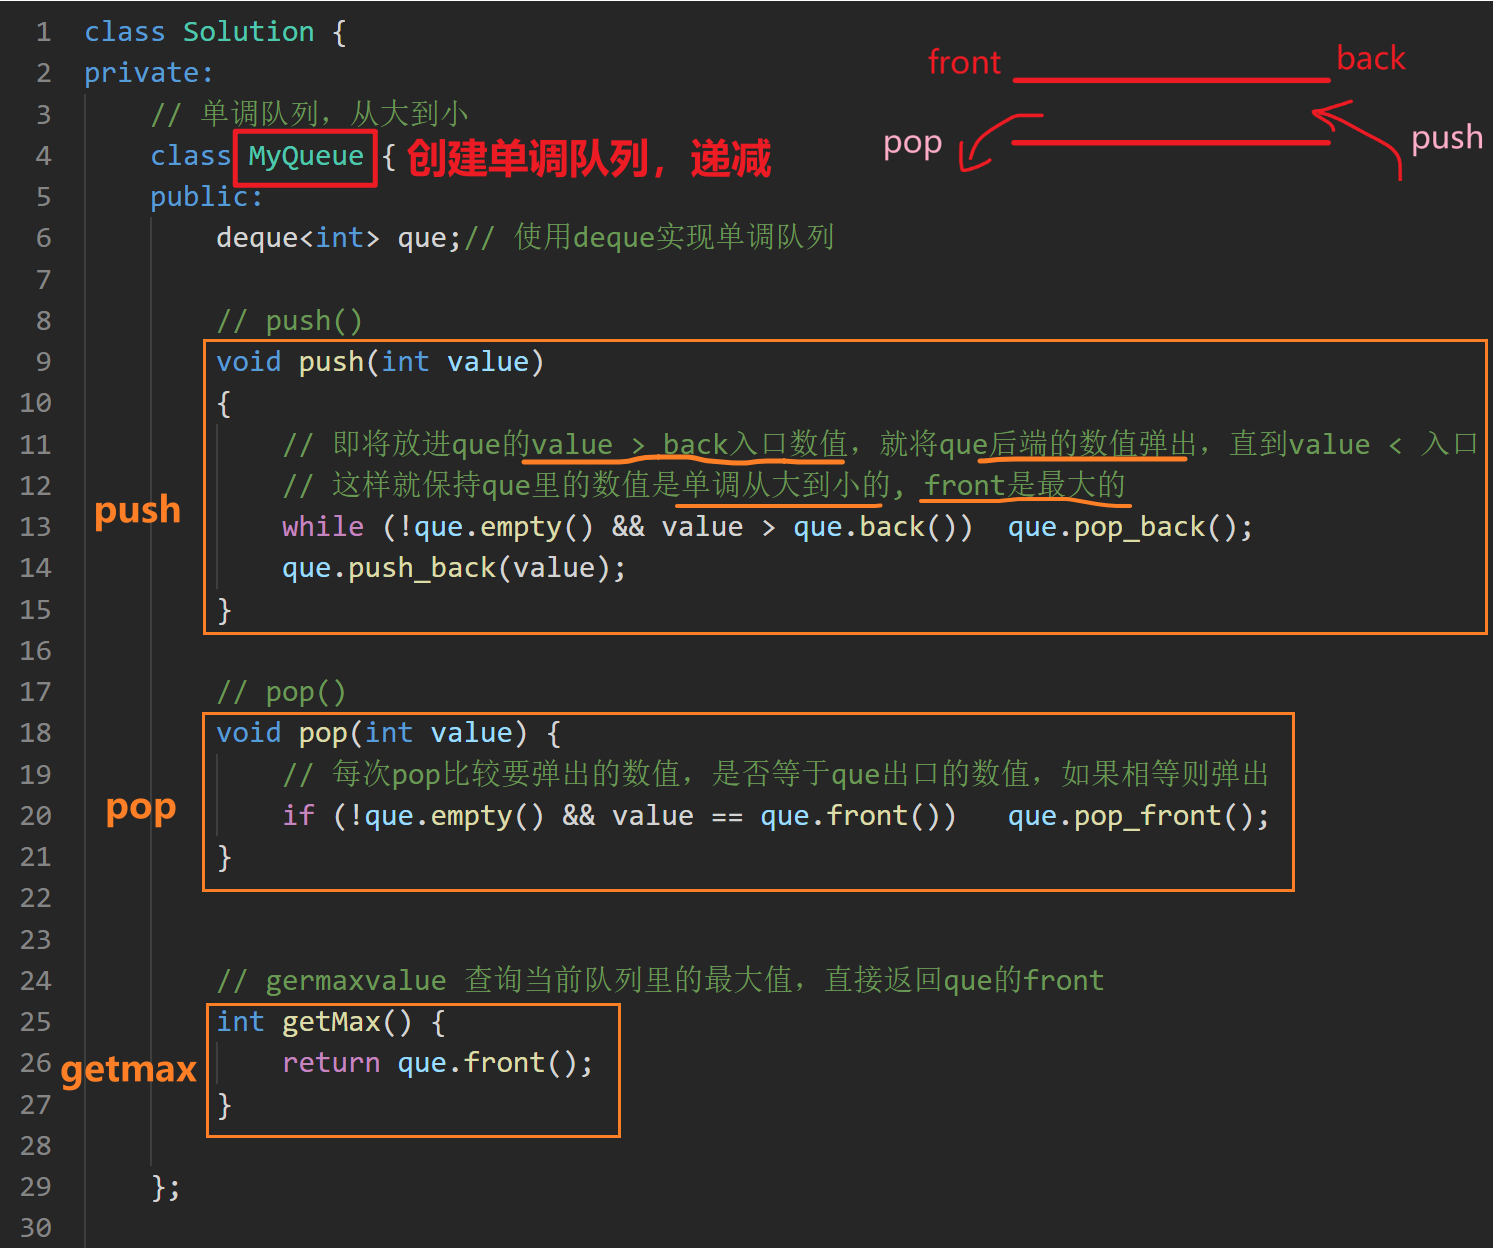 1 class Solution {
front
back
2 private:
3 // 单调队列，从大到小
4 class MyQueue { 创建单调队列，递减
pop
push
5 public:
6 deque<int> que;// 使用deque实现单调队列
7
8 // push()
9 void push(int value)
10 {
11 // 即将放进que的value > back入口数值，就将que后端的数值弹出，直到value < 入口
12 // 这样就保持que里的数值是单调从大到小的, front是最大的
push
13 while (!que.empty() && value > que.back())  que.pop_back();
14 que.push_back(value);
15 }
16
17 // pop()
18 void pop(int value) {
19 // 每次pop比较要弹出的数值，是否等于que出口的数值，如果相等则弹出
pop
20 if (!que.empty() && value == que.front())   que.pop_front();
21 }
22
23
24 // germaxvalue 查询当前队列里的最大值，直接返回que的front
25 int getMax() {
getmax
26 return que.front();
27 }
28
29 };
30